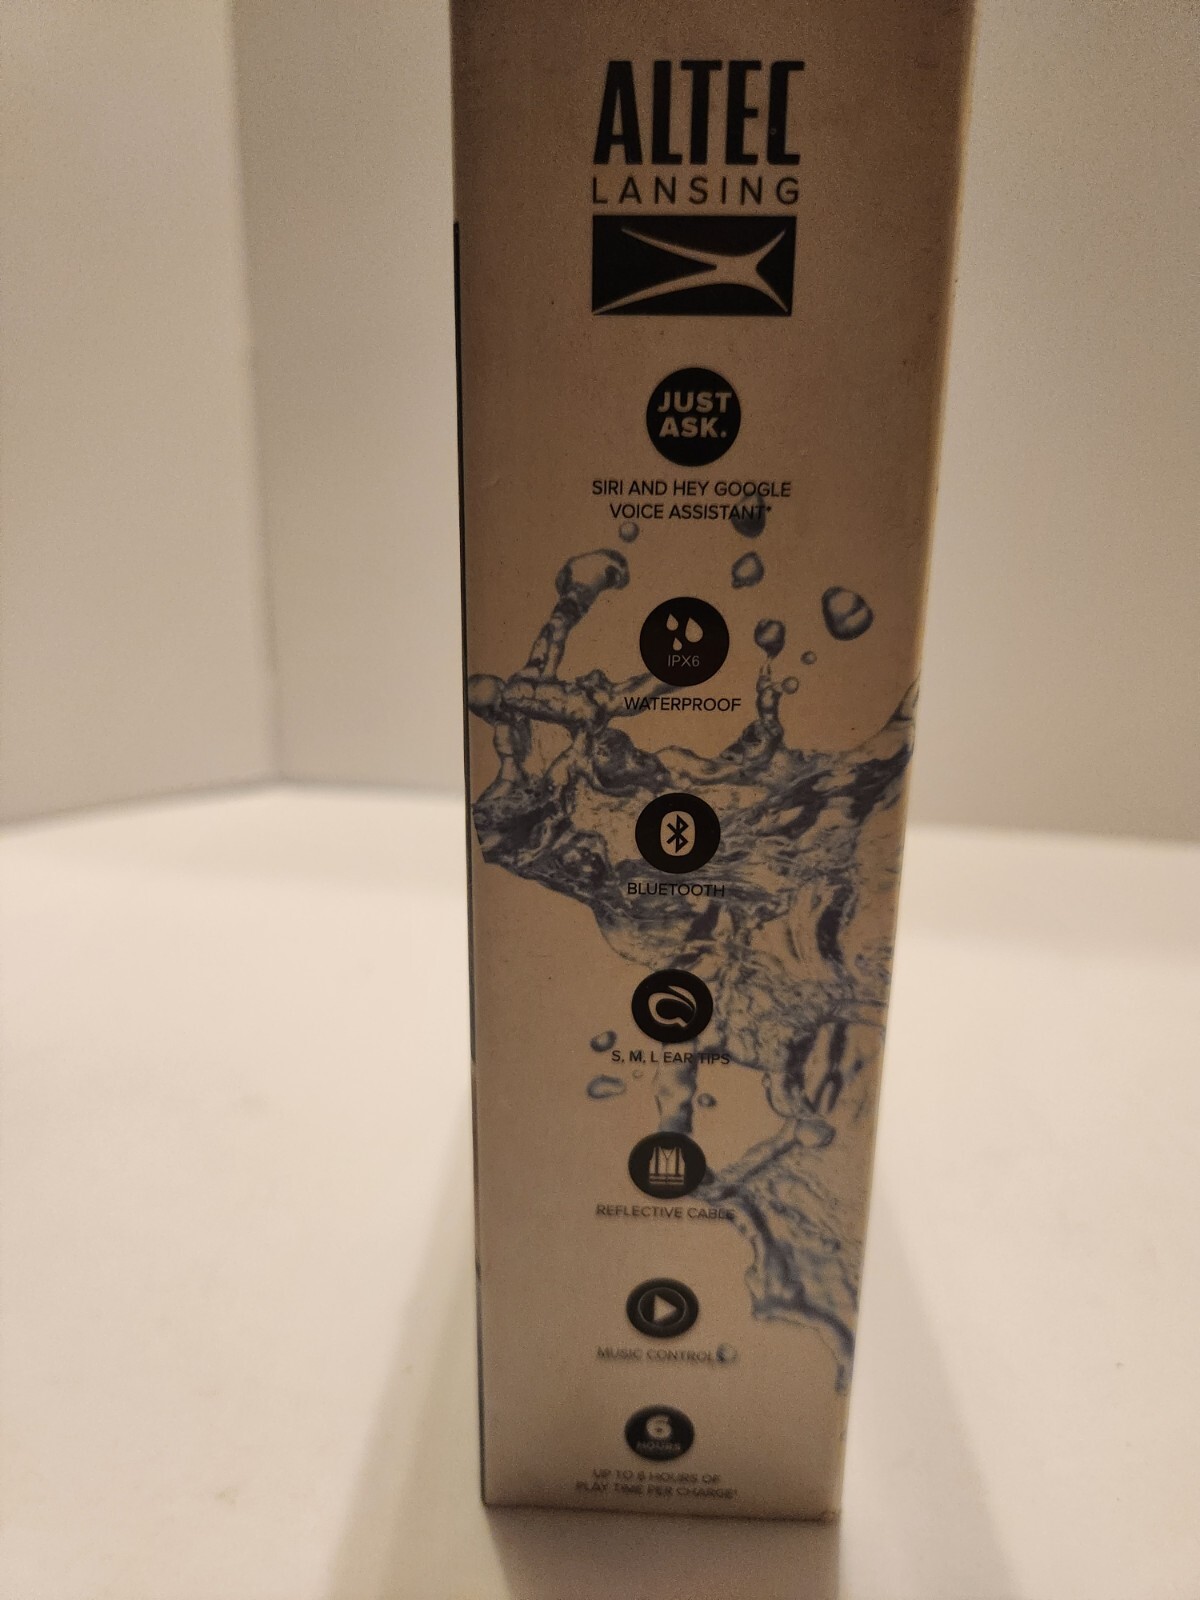 ALTEC
LANSING
JUST
ASK.
SIRI AND HEY GOOGLE
VOICE ASSISTANT*
IPX6
WATERPROOF
BLUETOOTH
S, M, L EAR TIPS
REFLECTIVE CABLE
MUSIC CONTROLS
6
HOURS
UP TO 6 HOURS OF
PLAY TIME PER CHARGE†